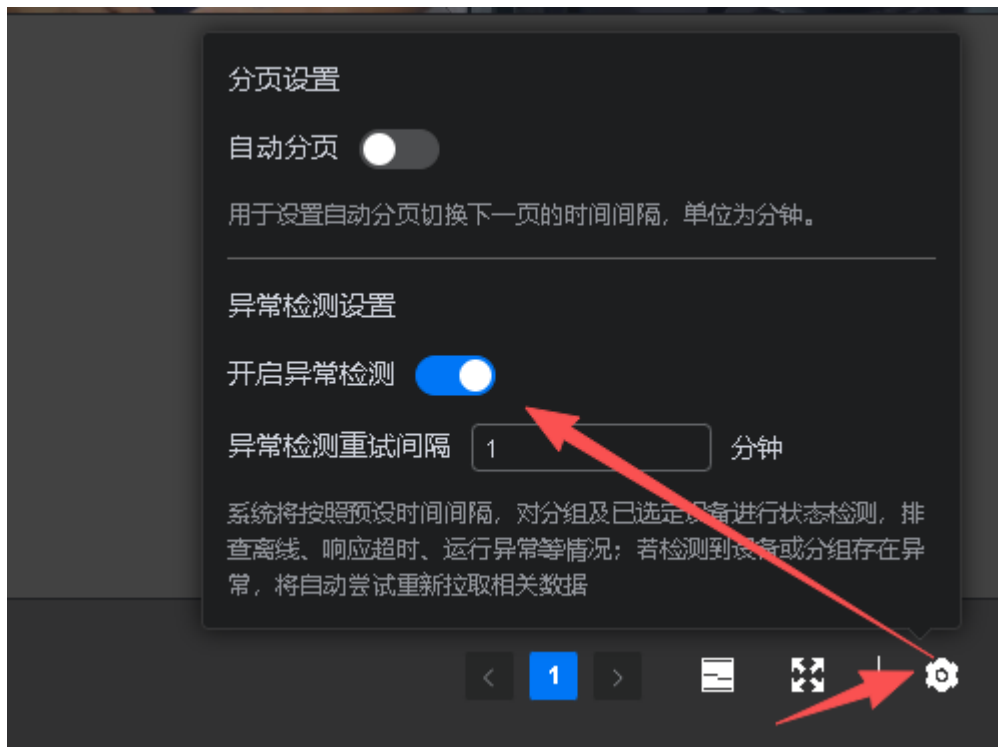 分页设置
自动分页
用于设置自动分页切换下一页的时间间隔，单位为分钟。
异常检测设置
开启异常检测
异常检测重试间隔 1 分钟
系统将按照预设时间间隔，对分组及已选定设备进行状态检测，排
查离线、响应超时、运行异常等情况；若检测到设备或分组存在异
常，将自动尝试重新拉取相关数据
< 1 >